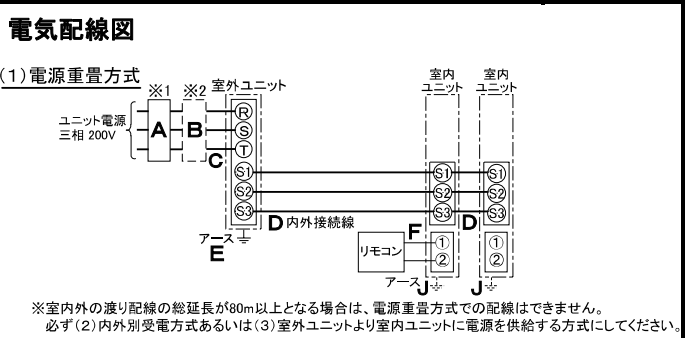 電気配線図
(1)電源重畳方式
※1 ※2 室外ユニット
室内ユニット 室内ユニット
ユニット電源
三相 200V
A B C
R
S
T
S1 S1 S1
S2 S2 S2
S3 S3 S3
D 内外接続線 D
アース E
リモコン F
① ①
② ②
アース J J
※室内外の渡り配線の総延長が80m以上となる場合は、電源重畳方式での配線はできません。
必ず(2)内外別受電方式あるいは(3)室外ユニットより室内ユニットに電源を供給する方式にしてください。